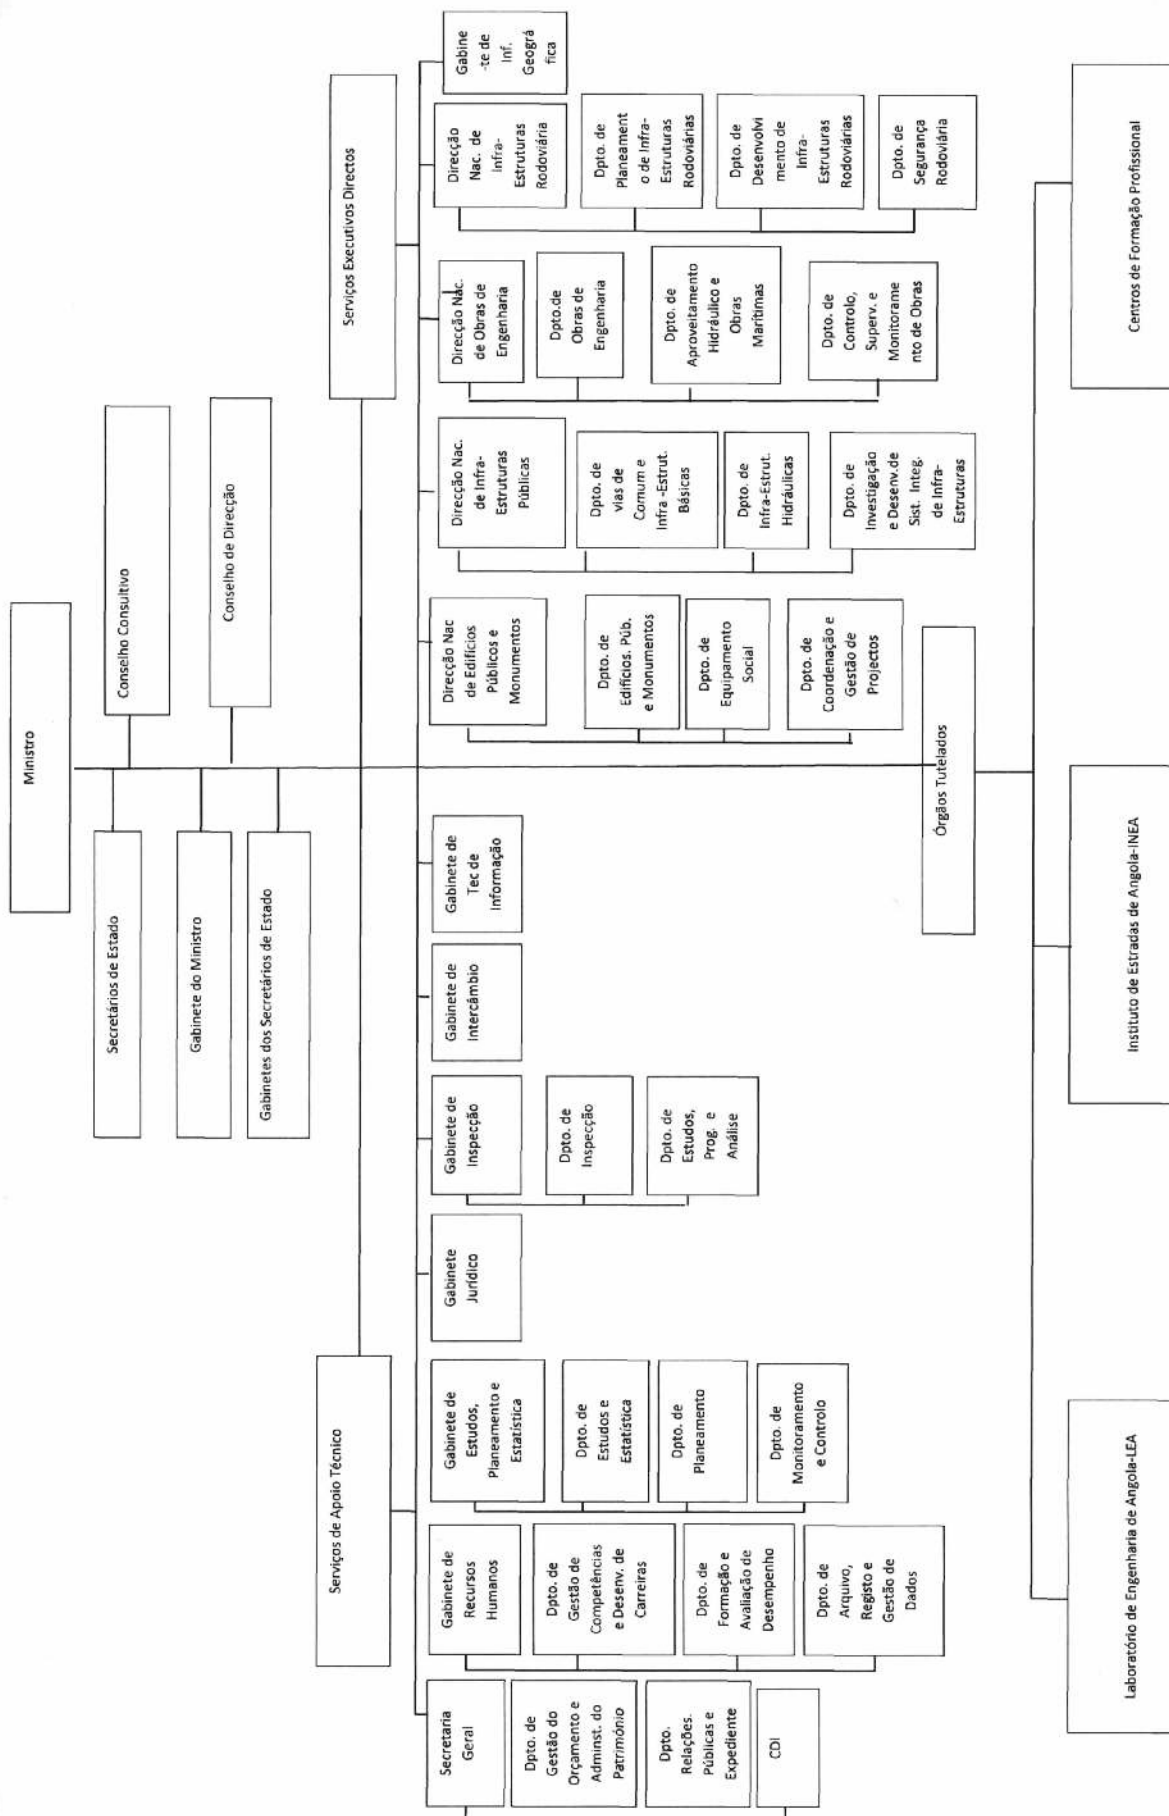 Ministro
Secretários de Estado
Conselho Consultivo
Gabinete do Ministro
Conselho de Direcção
Gabinetes dos Secretários de Estado
Serviços de Apoio Técnico
Serviços Executivos Directos
Secretaria
Geral
Dpto. de
Gestão do
Orçamento e
Adminst. do
Património
Dpto.
Relações.
Públicas e
Expediente
CDI
Gabinete de
Recursos
Humanos
Dpto. de
Gestão de
Competências
e Desenv. de
Carreiras
Dpto. de
Formação e
Avaliação de
Desempenho
Dpto. de
Arquivo,
Registo e
Gestão de
Dados
Gabinete de
Estudos,
Planeamento e
Estatística
Dpto. de
Estudos e
Estatística
Dpto. de
Planeamento
Dpto. de
Monitoramento
e Controlo
Gabinete
Jurídico
Gabinete de
Inspecção
Dpto. de
Inspecção
Dpto. de
Estudos,
Prog. e
Análise
Gabinete de
Intercâmbio
Gabinete de
Tec de
Informação
Direcção Nac
de Edifícios
Públicos e
Monumentos
Dpto. de
Edifícios. Púb.
e Monumentos
Dpto. de
Equipamento
Social
Dpto. de
Coordenação e
Gestão de
Projectos
Direcção Nac.
de Infra-
Estruturas
Públicas
Dpto. de
vias de
Comum e
Infra -Estrut.
Básicas
Dpto. de
Infra-Estrut.
Hidráulicas
Dpto. de
Investigação
e Desenv.de
Sist. Integ.
de Infra-
Estruturas
Direcção Nac.
de Obras de
Engenharia
Dpto.de
Obras de
Engenharia
Dpto. de
Aproveitamento
Hidráulico e
Obras
Marítimas
Dpto. de
Controlo,
Superv. e
Monitorame
nto de Obras
Direcção
Nac. de
Infra-
Estruturas
Rodoviária
Dpto. de
Planeament
o de Infra-
Estruturas
Rodoviárias
Dpto. de
Desenvolvi
mento de
Infra-
Estruturas
Rodoviárias
Dpto. de
Segurança
Rodoviária
Gabine
-te de
Inf.
Geográ
fica
Órgãos Tutelados
Laboratório de Engenharia de Angola-LEA
Instituto de Estradas de Angola-INEA
Centros de Formação Profissional